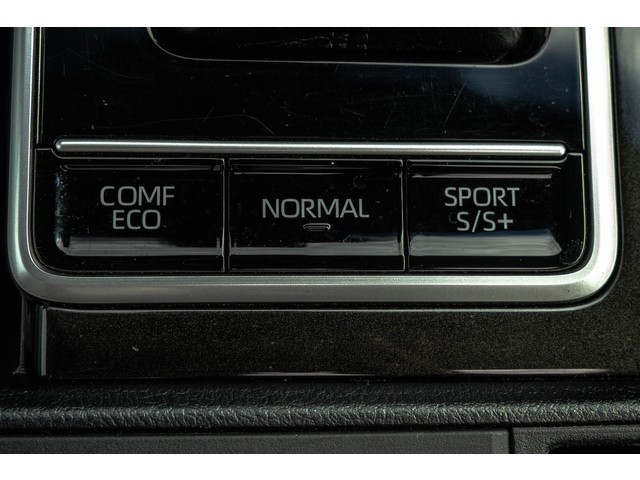 COMF
ECO
NORMAL
SPORT
S/S+